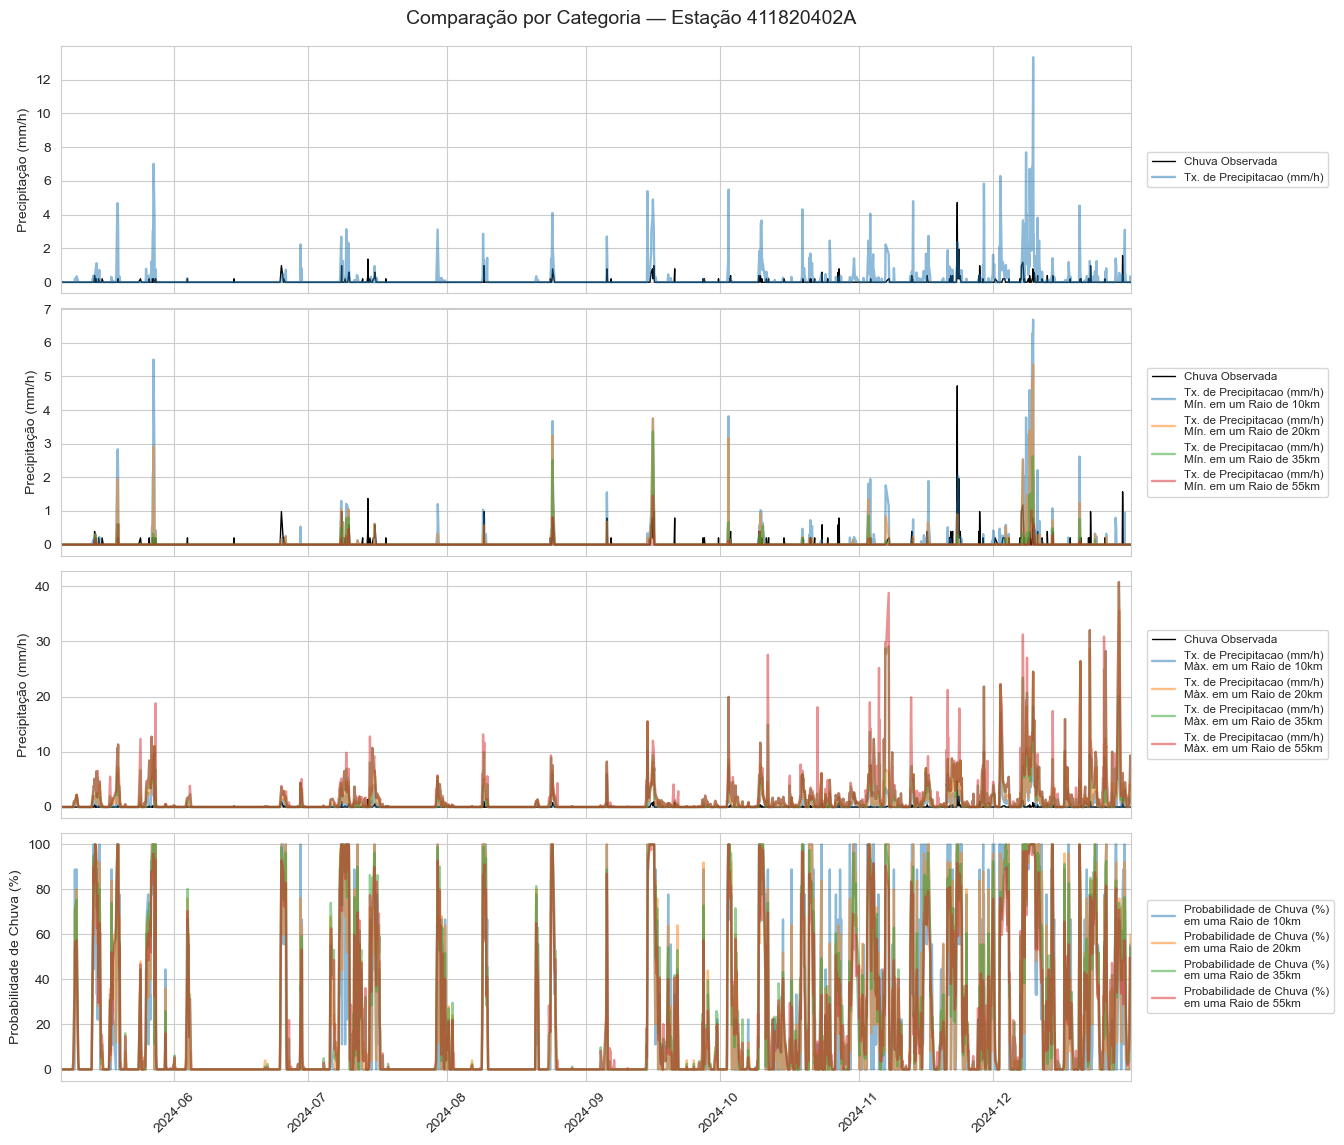 Comparação por Categoria — Estação 411820402A
Precipitação (mm/h)
12
10
8
6
4
2
0
Chuva Observada
Tx. de Precipitacao (mm/h)
Precipitação (mm/h)
7
6
5
4
3
2
1
0
Chuva Observada
Tx. de Precipitacao (mm/h)
Mín. em um Raio de 10km
Tx. de Precipitacao (mm/h)
Mín. em um Raio de 20km
Tx. de Precipitacao (mm/h)
Mín. em um Raio de 35km
Tx. de Precipitacao (mm/h)
Mín. em um Raio de 55km
Precipitação (mm/h)
40
30
20
10
0
Chuva Observada
Tx. de Precipitacao (mm/h)
Màx. em um Raio de 10km
Tx. de Precipitacao (mm/h)
Màx. em um Raio de 20km
Tx. de Precipitacao (mm/h)
Màx. em um Raio de 35km
Tx. de Precipitacao (mm/h)
Màx. em um Raio de 55km
Probabilidade de Chuva (%)
100
80
60
40
20
0
Probabilidade de Chuva (%)
em uma Raio de 10km
Probabilidade de Chuva (%)
em uma Raio de 20km
Probabilidade de Chuva (%)
em uma Raio de 35km
Probabilidade de Chuva (%)
em uma Raio de 55km
2024-06
2024-07
2024-08
2024-09
2024-10
2024-11
2024-12